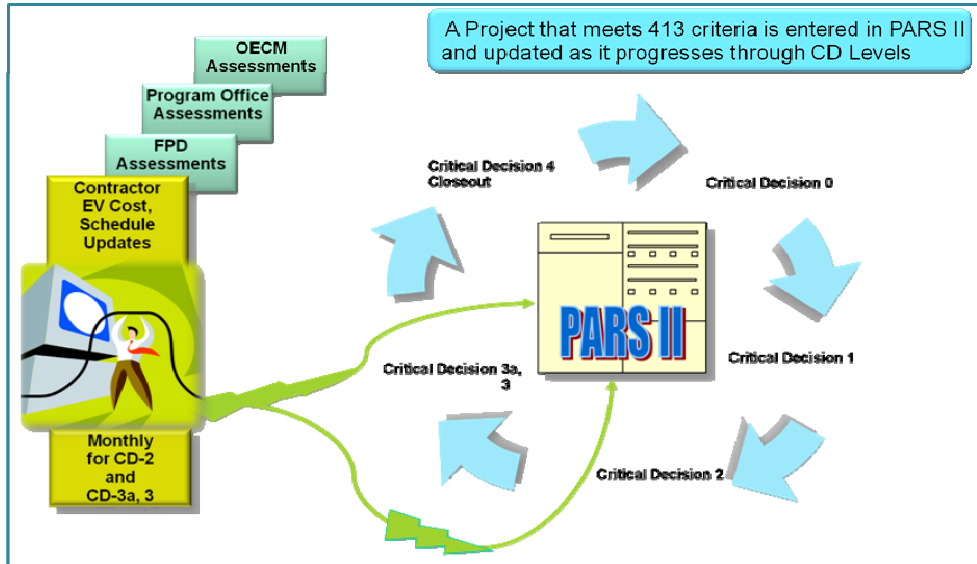 A Project that meets 413 criteria is entered in PARS II
and updated as it progresses through CD Levels
OECM
Assessments
Program Office
Assessments
FPD
Assessments
Contractor
EV Cost,
Schedule
Updates
Monthly
for CD-2
and
CD-3a, 3
Critical Decision 4
Closeout
Critical Decision 0
PARS II
Critical Decision 1
Critical Decision 3a,
3
Critical Decision 2